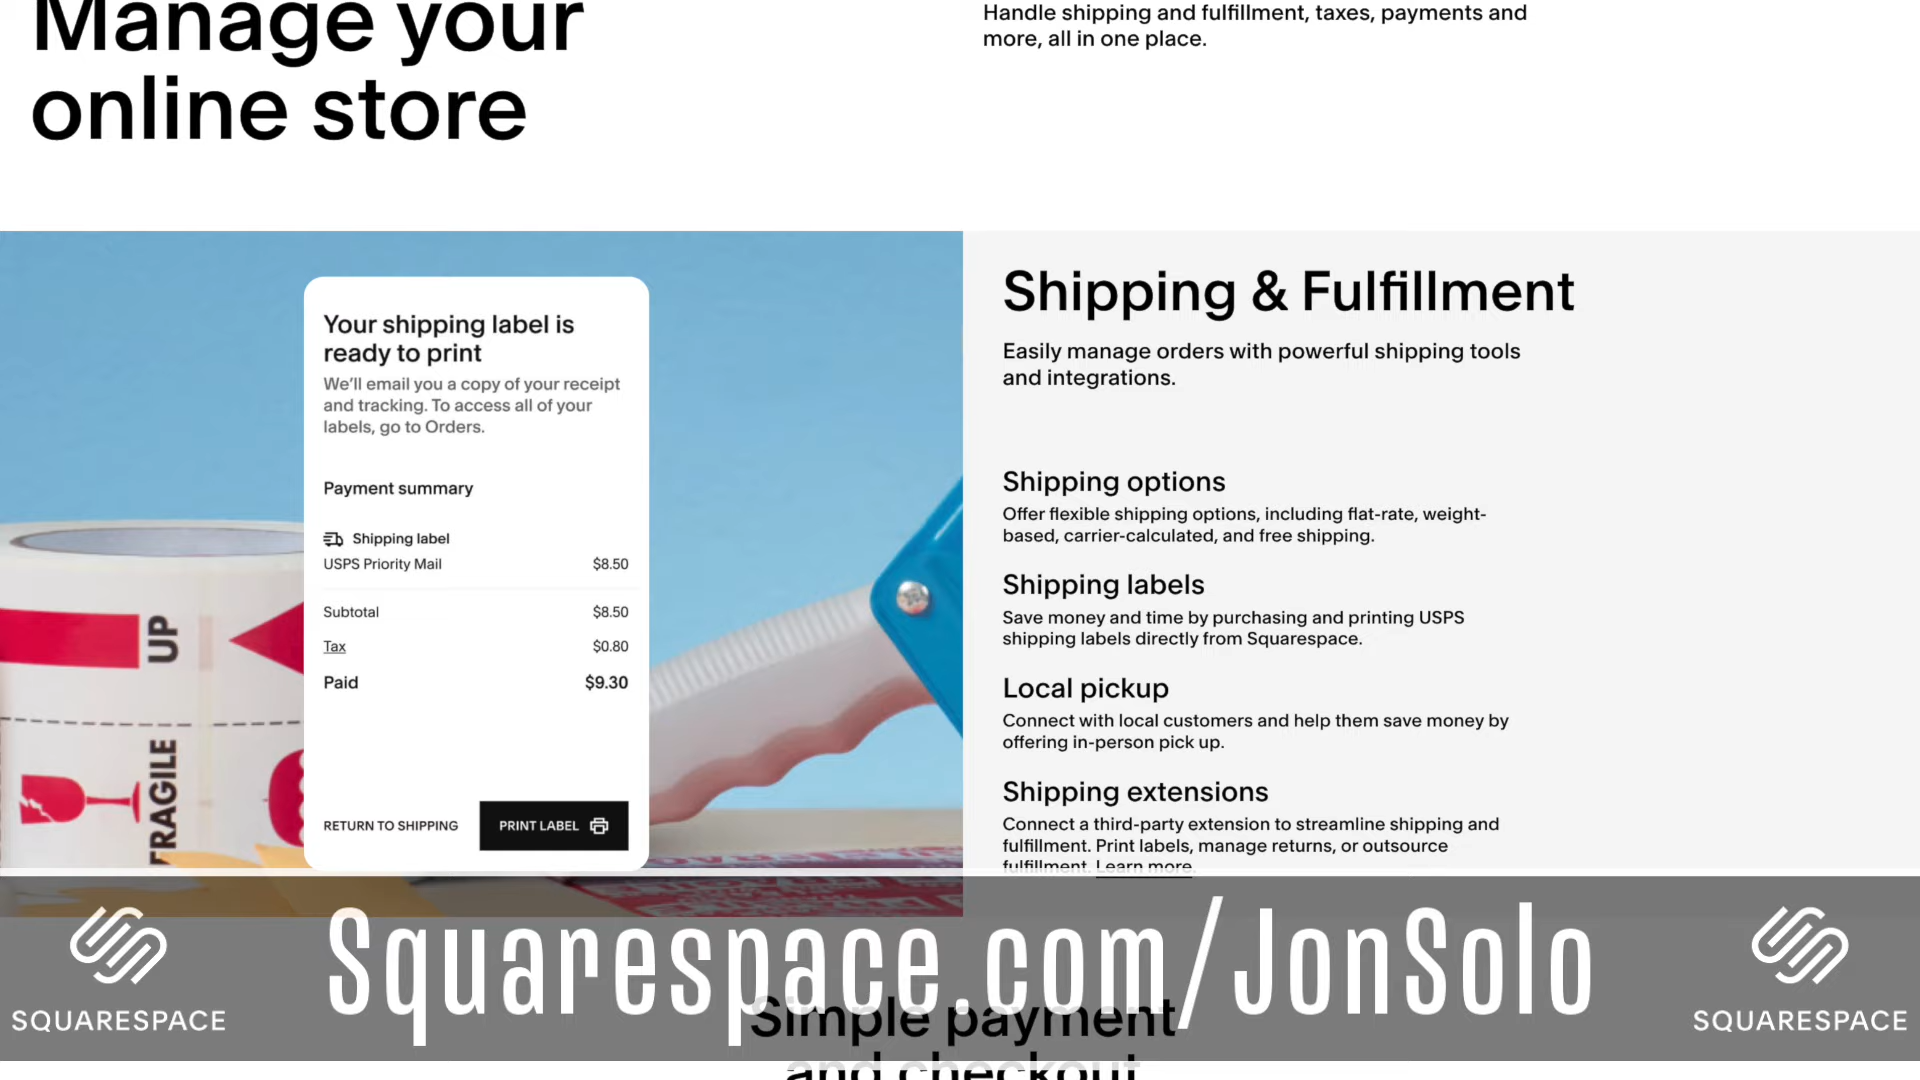 Manage your
online store
Handle shipping and fulfillment, taxes, payments and
more, all in one place.
UP
FRAGILE
Your shipping label is
ready to print
We'll email you a copy of your receipt
and tracking. To access all of your
labels, go to Orders.
Payment summary
Shipping label
USPS Priority Mail $8.50
Subtotal $8.50
Tax $0.80
Paid $9.30
RETURN TO SHIPPING PRINT LABEL
Shipping & Fulfillment
Easily manage orders with powerful shipping tools
and integrations.
Shipping options
Offer flexible shipping options, including flat-rate, weight-
based, carrier-calculated, and free shipping.
Shipping labels
Save money and time by purchasing and printing USPS
shipping labels directly from Squarespace.
Local pickup
Connect with local customers and help them save money by
offering in-person pick up.
Shipping extensions
Connect a third-party extension to streamline shipping and
fulfillment. Print labels, manage returns, or outsource
fulfillment. Learn more.
SQUARESPACE
Squarespace.com/JonSolo
SQUARESPACE
Simple payment
and checkout